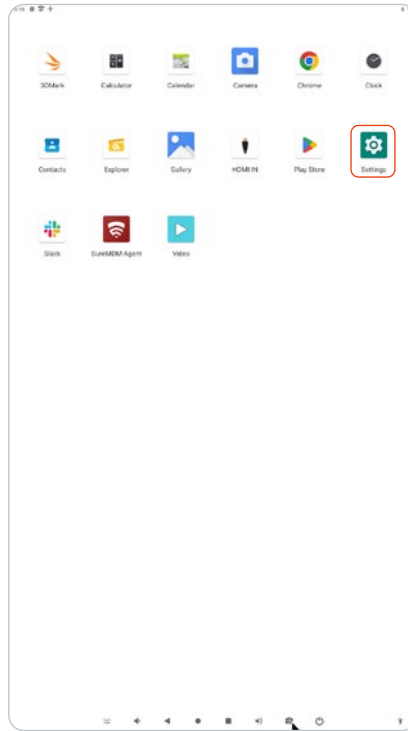 3DMark Calculator Calendar Camera Chrome Clock
Contacts Explorer Gallery HDMI IN Play Store Settings
Slack SureMDM Agent Video